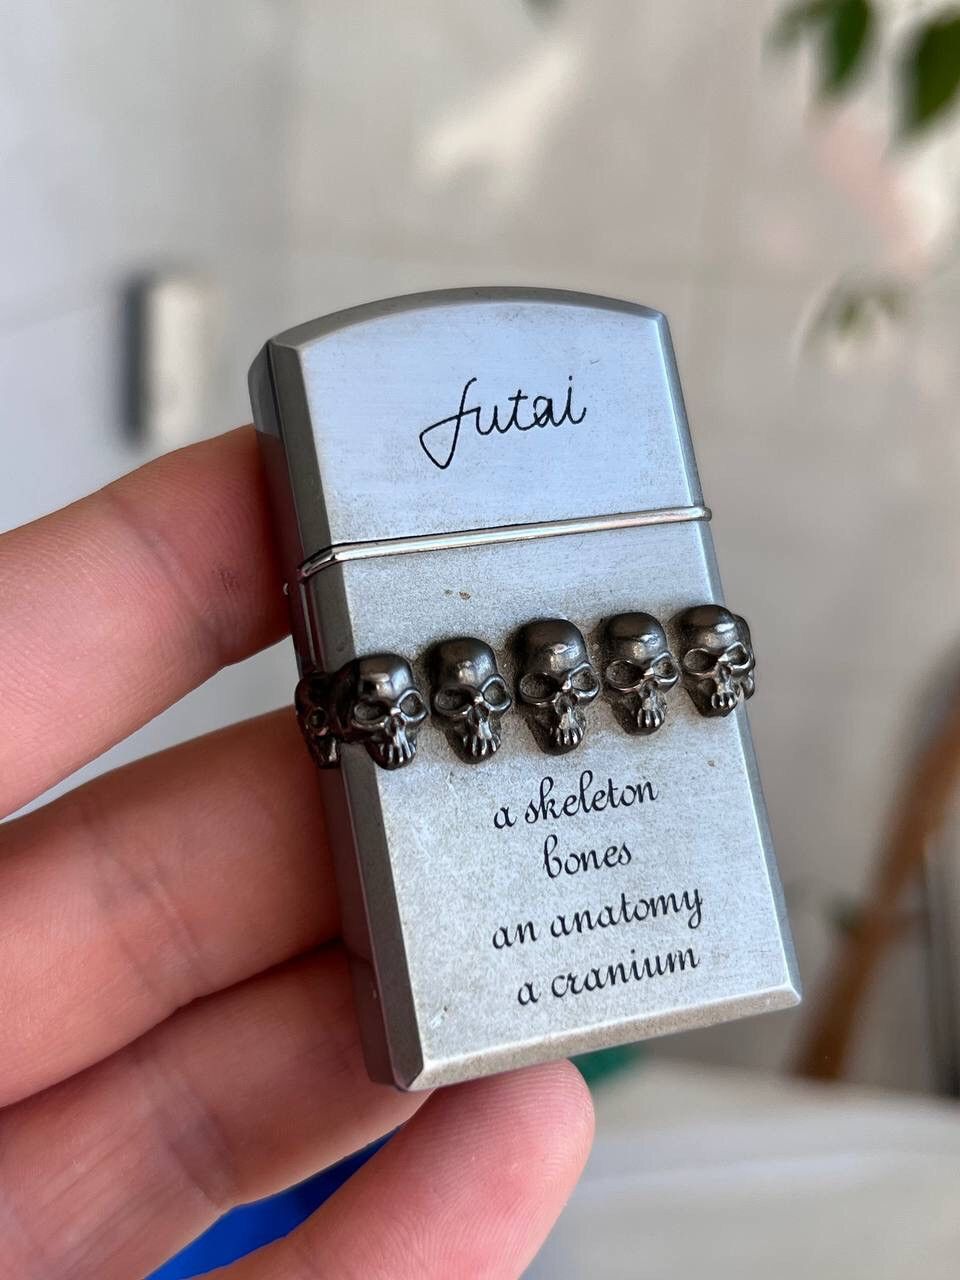 futai
a skeleton
bones
an anatomy
a cranium